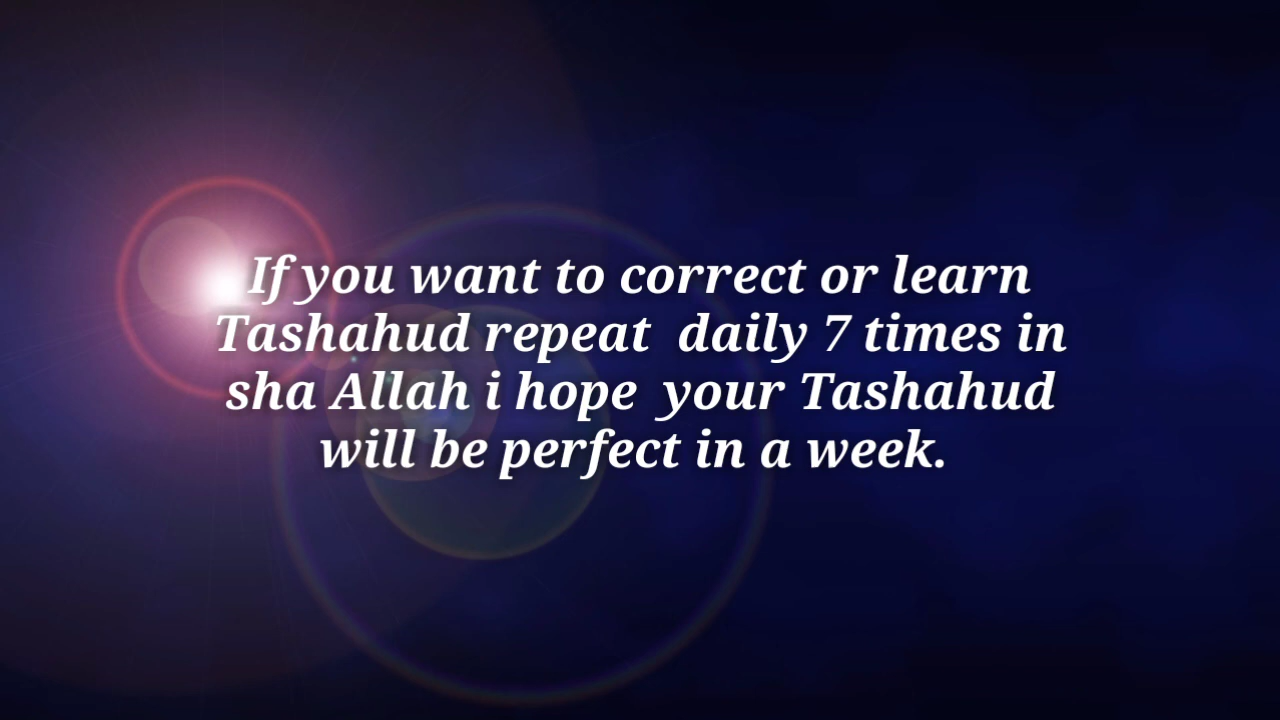 If you want to correct or learn
Tashahud repeat  daily 7 times in
sha Allah i hope  your Tashahud
will be perfect in a week.